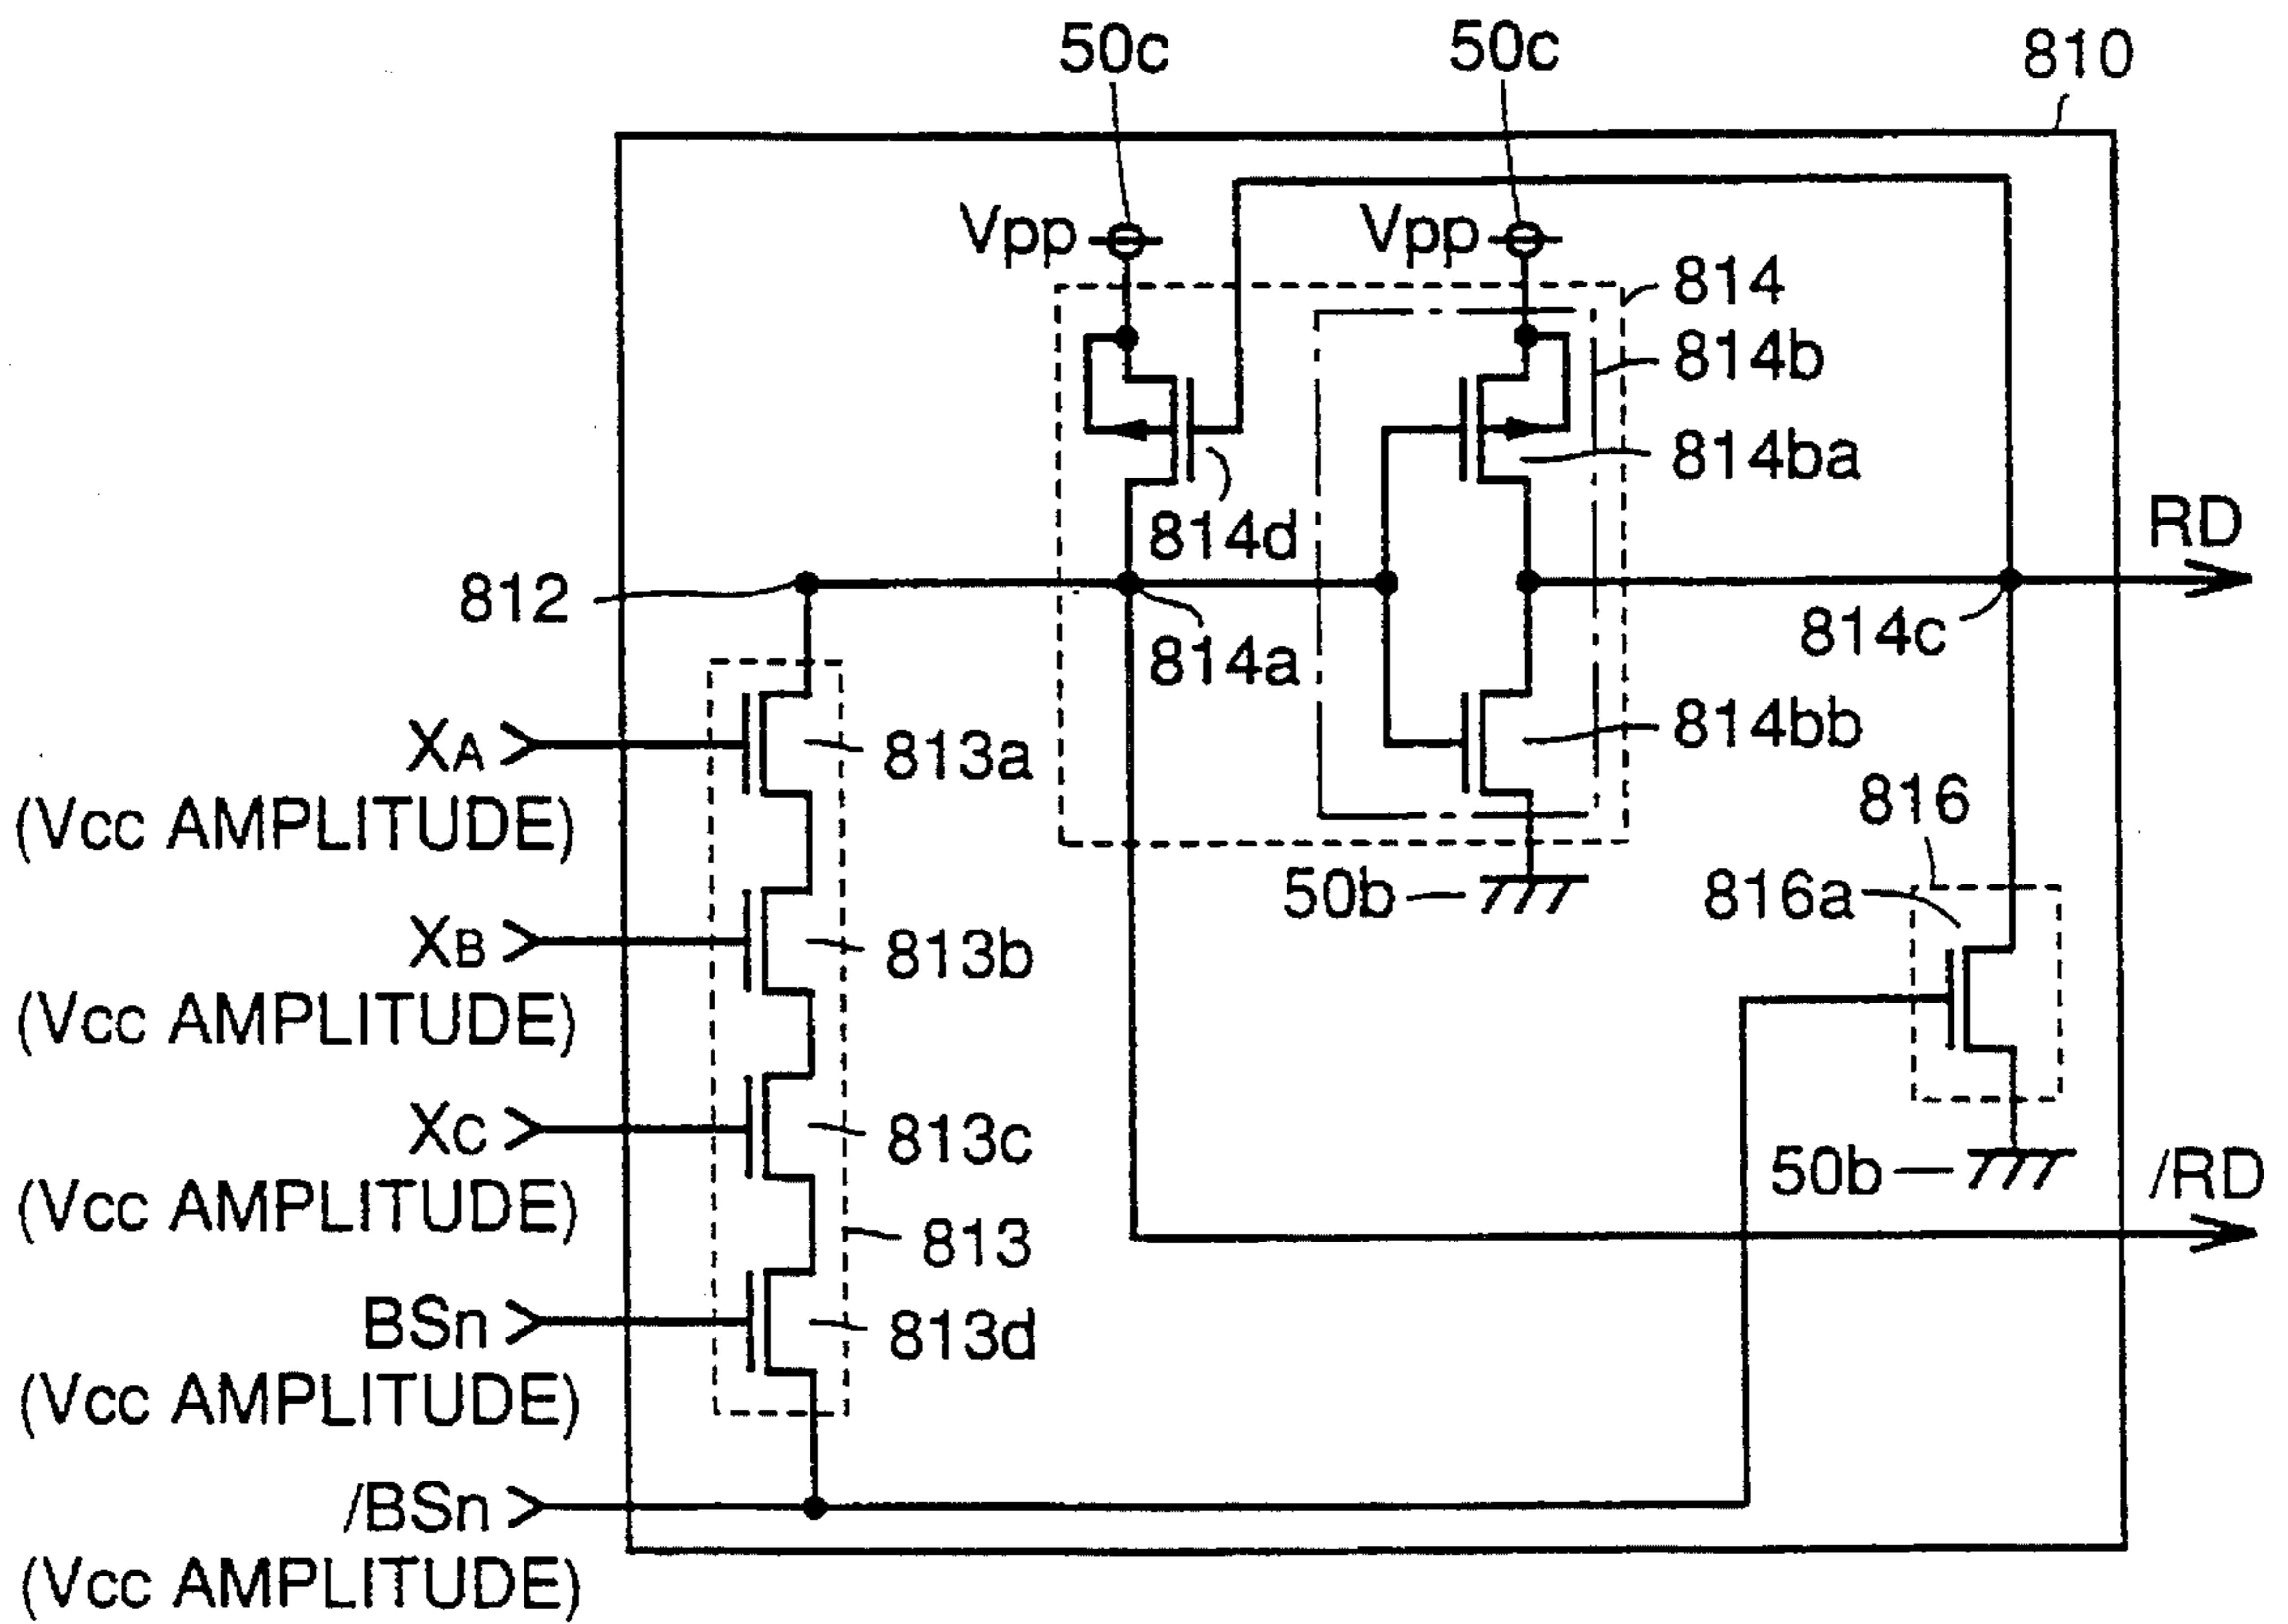 50c
50c
810
Vpp
Vpp
814
814b
814ba
814d
RD
812
814a
814c
XA
813a
814bb
(Vcc AMPLITUDE)
816
50b
816a
XB
813b
(Vcc AMPLITUDE)
XC
813c
50b
/RD
(Vcc AMPLITUDE)
813
BSn
813d
(Vcc AMPLITUDE)
/BSn
(Vcc AMPLITUDE)